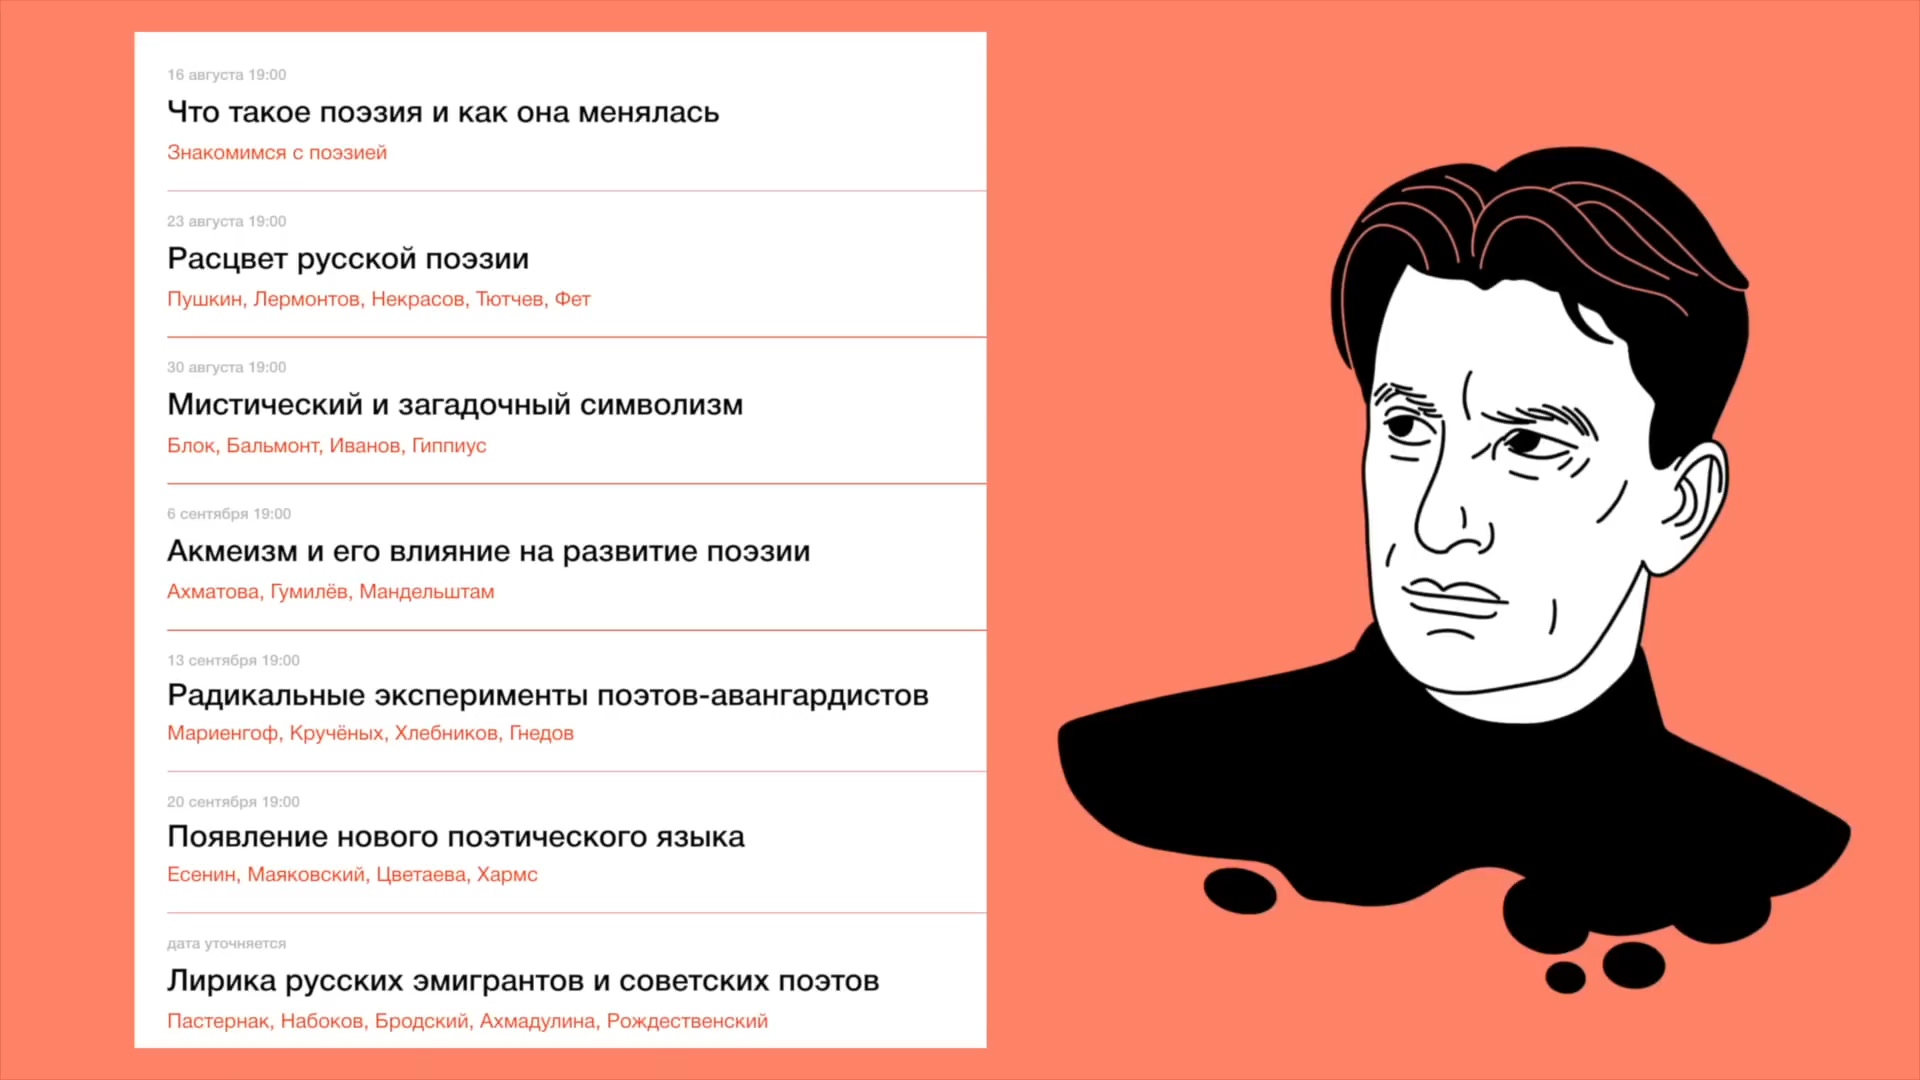 16 августа 19:00
Что такое поэзия и как она менялась
Знакомимся с поэзией
23 августа 19:00
Расцвет русской поэзии
Пушкин, Лермонтов, Некрасов, Тютчев, Фет
30 августа 19:00
Мистический и загадочный символизм
Блок, Бальмонт, Иванов, Гиппиус
6 сентября 19:00
Акмеизм и его влияние на развитие поэзии
Ахматова, Гумилёв, Мандельштам
13 сентября 19:00
Радикальные эксперименты поэтов-авангардистов
Мариенгоф, Кручёных, Хлебников, Гнедов
20 сентября 19:00
Появление нового поэтического языка
Есенин, Маяковский, Цветаева, Хармс
дата уточняется
Лирика русских эмигрантов и советских поэтов
Пастернак, Набоков, Бродский, Ахмадулина, Рождественский